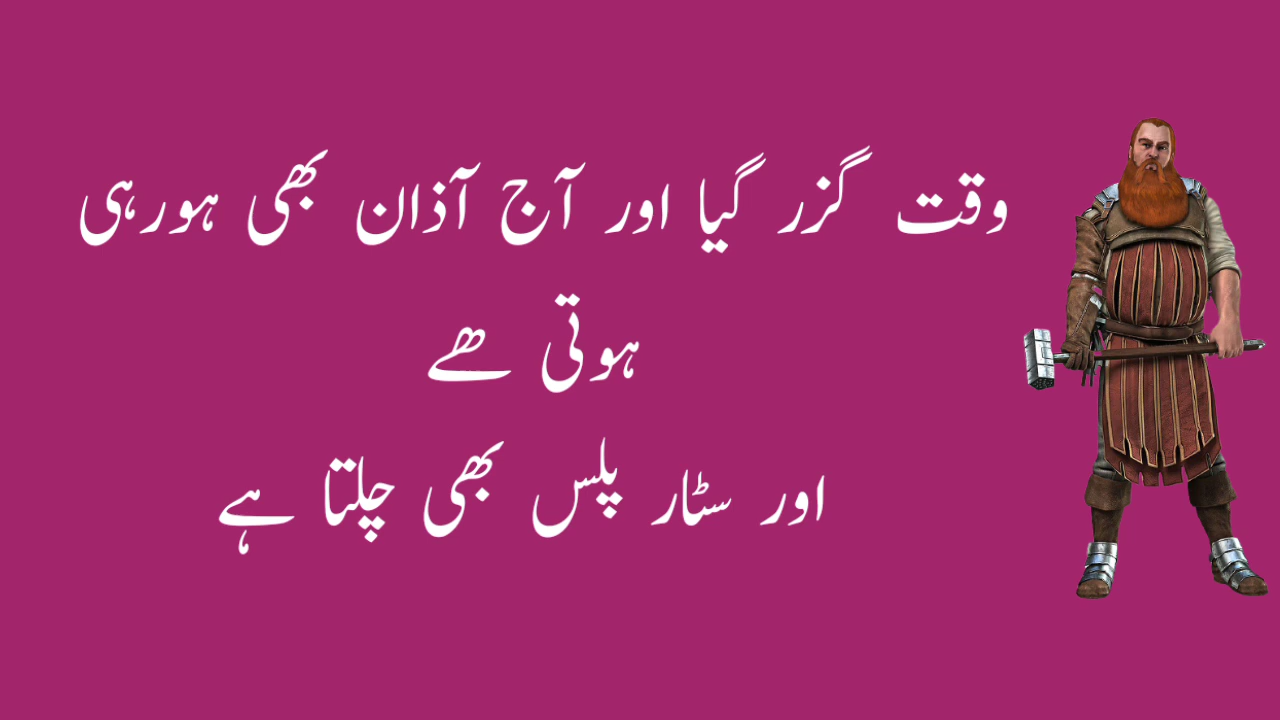 وقت گزر گیا اور آج آذان بھی ہورہی
ہوتی ھے
اور سٹار پلس بھی چلتا ہے